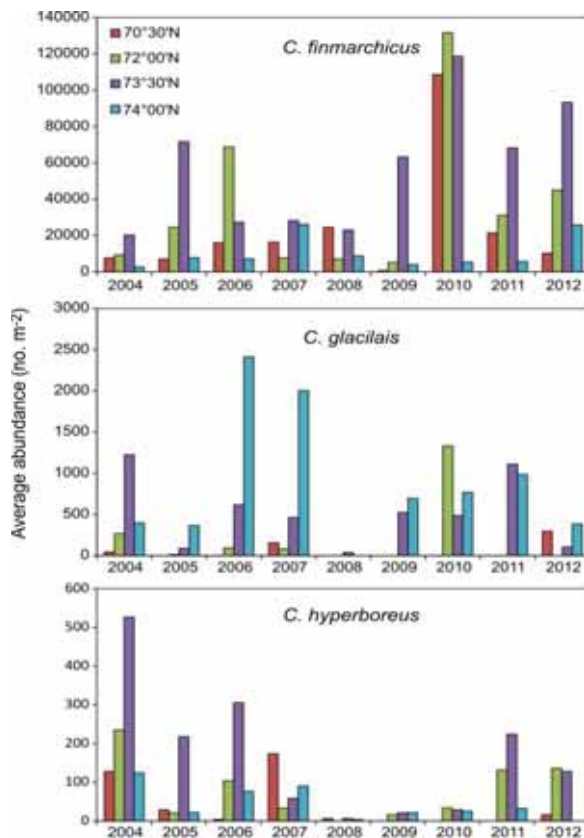 140000
120000
100000
80000
60000
40000
20000
0
70°30'N
72°00'N
73°30'N
74°00'N
C. finmarchicus
2004 2005 2006 2007 2008 2009 2010 2011 2012
Average abundance (no. m-2)
3000
2500
2000
1500
1000
500
0
C. glacilais
2004 2005 2006 2007 2008 2009 2010 2011 2012
600
500
400
300
200
100
0
C. hyperboreus
2004 2005 2006 2007 2008 2009 2010 2011 2012